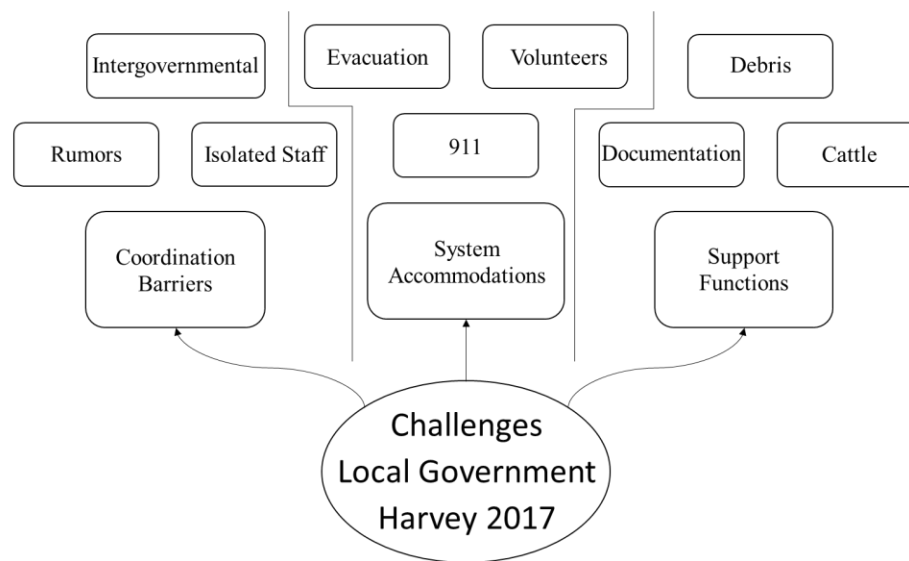 Intergovernmental
Rumors
Isolated Staff
Coordination
Barriers
Evacuation
Volunteers
911
System
Accommodations
Debris
Documentation
Cattle
Support
Functions
Challenges
Local Government
Harvey 2017